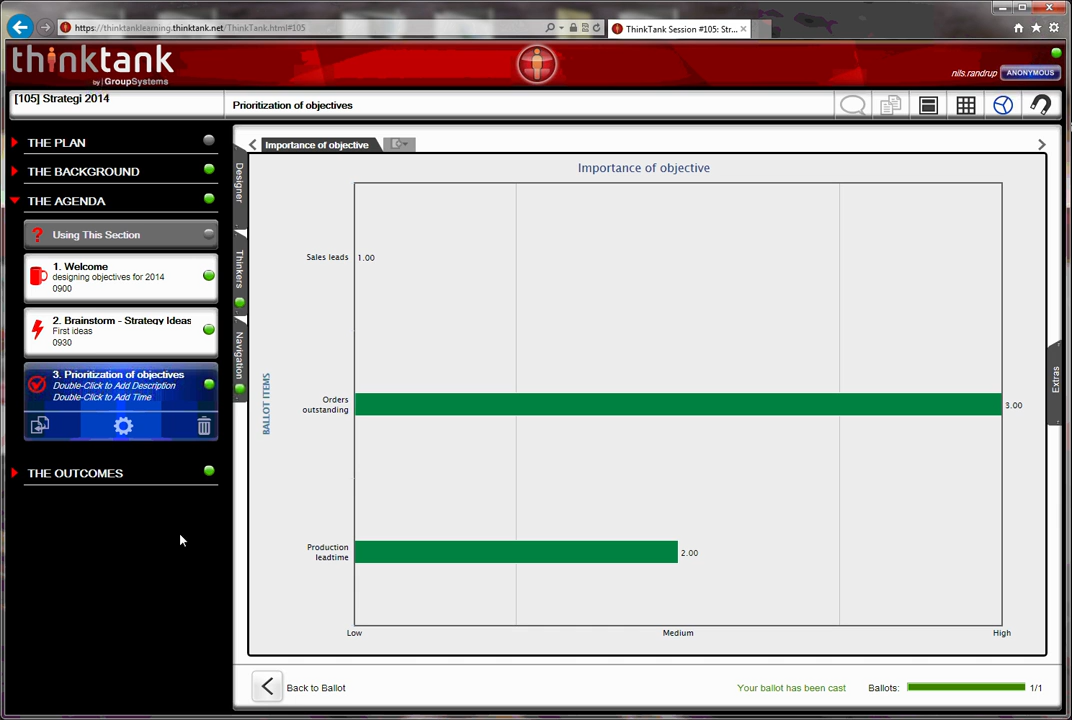 https://thinktanklearning.thinktank.net/ThinkTank.html#105
ThinkTank Session #105: Str...
thinktank
by GroupSystems
nils.randrup
ANONYMOUS
[105] Strategi 2014
Prioritization of objectives
THE PLAN
THE BACKGROUND
THE AGENDA
? Using This Section
1. Welcome
designing objectives for 2014
0900
2. Brainstorm - Strategy Ideas
First ideas
0930
3. Prioritization of objectives
Double-Click to Add Description
Double-Click to Add Time
THE OUTCOMES
Designer
Thinkers
Navigation
Importance of objective
Importance of objective
BALLOT ITEMS
Sales leads
1.00
Orders
outstanding
3.00
Production
leadtime
2.00
Low
Medium
High
Extras
Back to Ballot
Your ballot has been cast
Ballots:
1/1